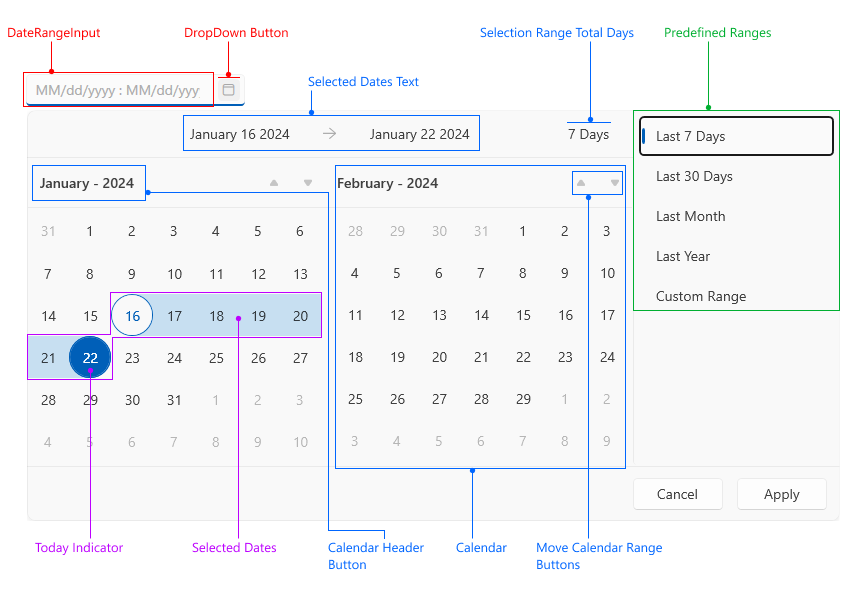 DateRangeInput
DropDown Button
Selection Range Total Days
Predefined Ranges
Selected Dates Text
MM/dd/yyyy : MM/dd/yyy
January 16 2024
January 22 2024
7 Days
Last 7 Days
Last 30 Days
Last Month
Last Year
Custom Range
January - 2024
31 1 2 3 4 5 6
7 8 9 10 11 12 13
14 15 16 17 18 19 20
21 22 23 24 25 26 27
28 29 30 31 1 2 3
4 5 6 7 8 9 10
February - 2024
28 29 30 31 1 2 3
4 5 6 7 8 9 10
11 12 13 14 15 16 17
18 19 20 21 22 23 24
25 26 27 28 29 1 2
3 4 5 6 7 8 9
Cancel
Apply
Today Indicator
Selected Dates
Calendar Header
Button
Calendar
Move Calendar Range
Buttons